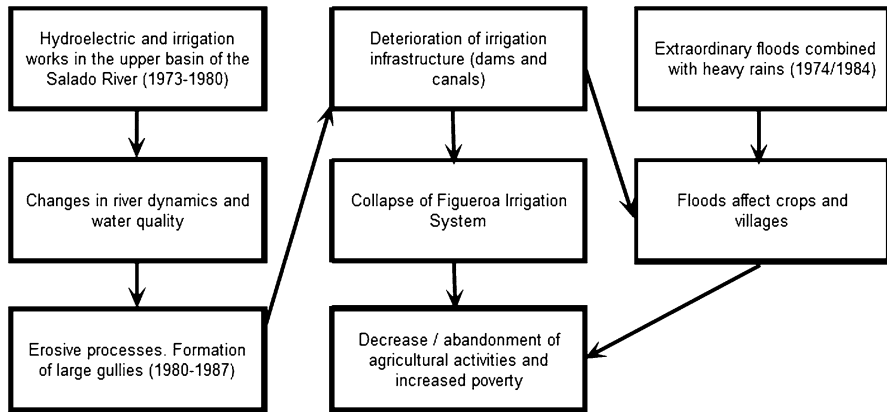 Hydroelectric and irrigation
works in the upper basin of the
Salado River (1973-1980)
Changes in river dynamics and
water quality
Erosive processes. Formation
of large gullies (1980-1987)
Deterioration of irrigation
infrastructure (dams and
canals)
Collapse of Figueroa Irrigation
System
Decrease / abandonment of
agricultural activities and
increased poverty
Extraordinary floods combined
with heavy rains (1974/1984)
Floods affect crops and
villages